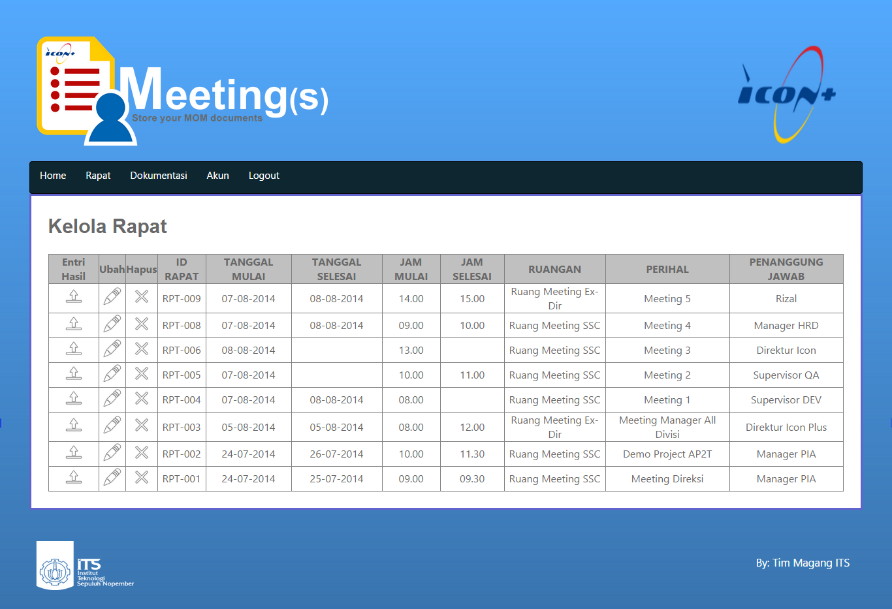 icon+
Meeting(s)
Store your MOM documents
icon+
Home Rapat Dokumentasi Akun Logout
Kelola Rapat
Entri Hasil Ubah Hapus ID RAPAT TANGGAL MULAI TANGGAL SELESAI JAM MULAI JAM SELESAI RUANGAN PERIHAL PENANGGUNG JAWAB
RPT-009 07-08-2014 08-08-2014 14.00 15.00 Ruang Meeting Ex-Dir Meeting 5 Rizal
RPT-008 07-08-2014 08-08-2014 09.00 10.00 Ruang Meeting SSC Meeting 4 Manager HRD
RPT-006 08-08-2014 13.00 Ruang Meeting SSC Meeting 3 Direktur Icon
RPT-005 07-08-2014 10.00 11.00 Ruang Meeting SSC Meeting 2 Supervisor QA
RPT-004 07-08-2014 08-08-2014 08.00 Ruang Meeting SSC Meeting 1 Supervisor DEV
RPT-003 05-08-2014 05-08-2014 08.00 12.00 Ruang Meeting Ex-Dir Meeting Manager All Divisi Direktur Icon Plus
RPT-002 24-07-2014 26-07-2014 10.00 11.30 Ruang Meeting SSC Demo Project AP2T Manager PIA
RPT-001 24-07-2014 25-07-2014 09.00 09.30 Ruang Meeting SSC Meeting Direksi Manager PIA
ITS
Institut
Teknologi
Sepuluh Nopember
By: Tim Magang ITS